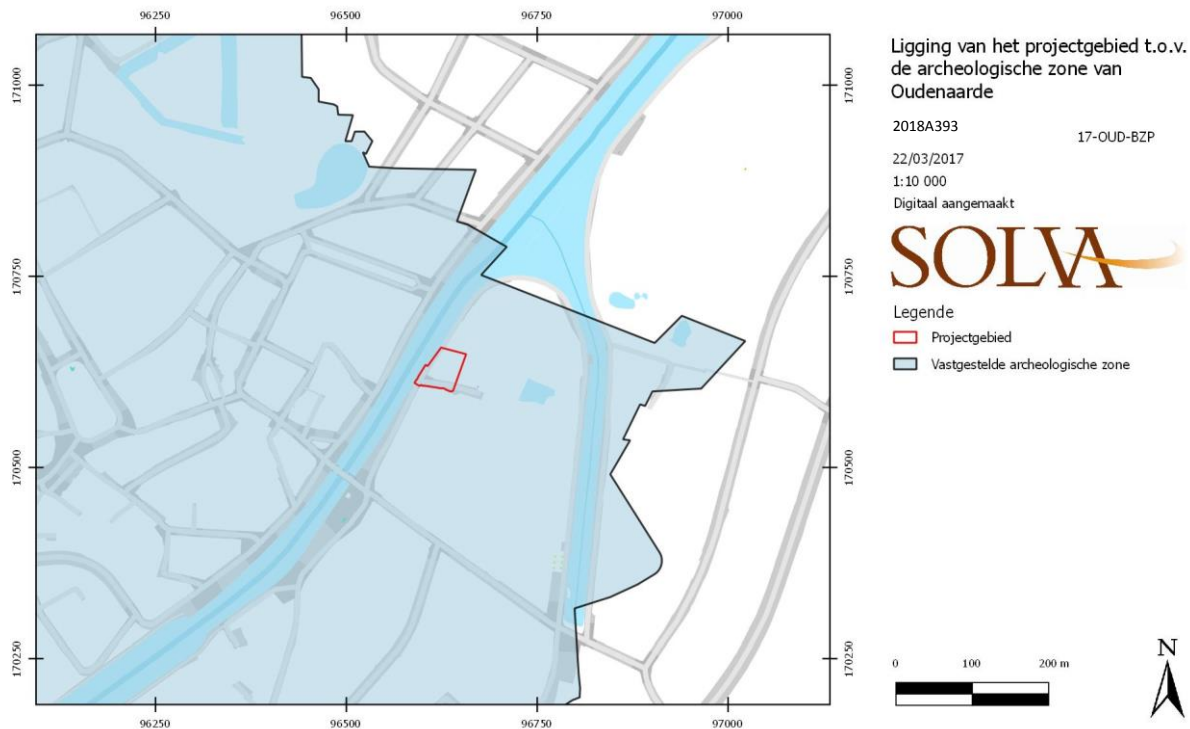 96250
96500
96750
97000
171000
170750
170500
170250
171000
170750
170500
170250
96250
96500
96750
97000
Ligging van het projectgebied t.o.v.
de archeologische zone van
Oudenaarde
2018A393
17-OUD-BZP
22/03/2017
1:10 000
Digitaal aangemaakt
SOLVA
Legende
Projectgebied
Vastgestelde archeologische zone
0 100 200 m
N